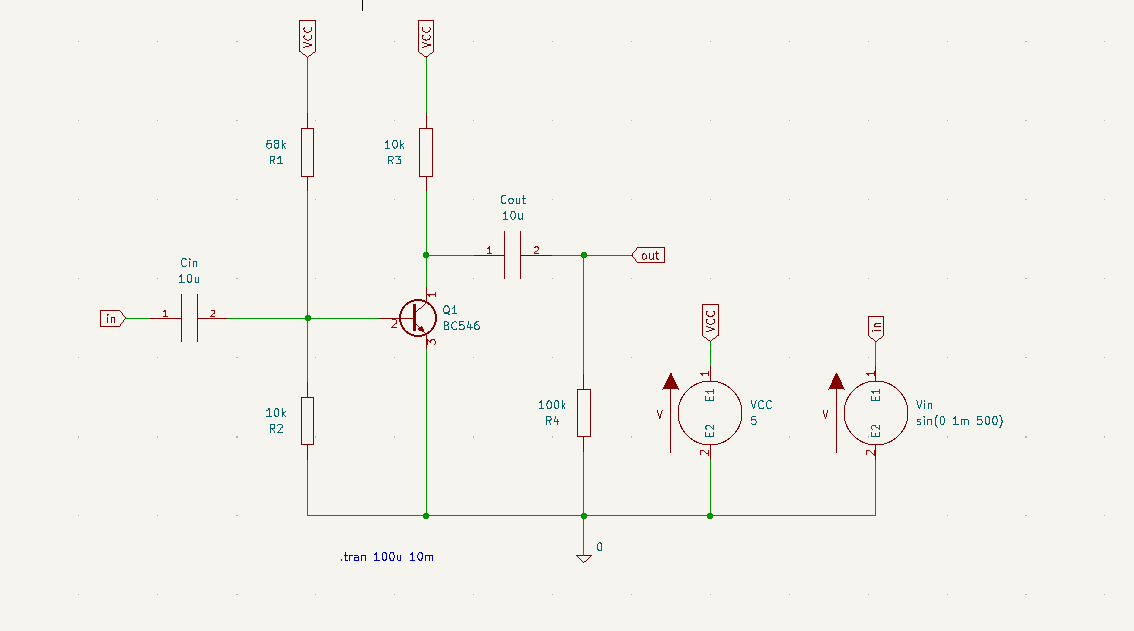 VCC
VCC
68k
R1
10k
R3
Cout
10u
1
2
out
Cin
10u
in
1
2
1
2
3
Q1
BC546
VCC
in
10k
R2
100k
R4
V
1
E1
E2
2
VCC
5
V
1
E1
E2
2
Vin
sin(0 1m 500)
0
.tran 100u 10m